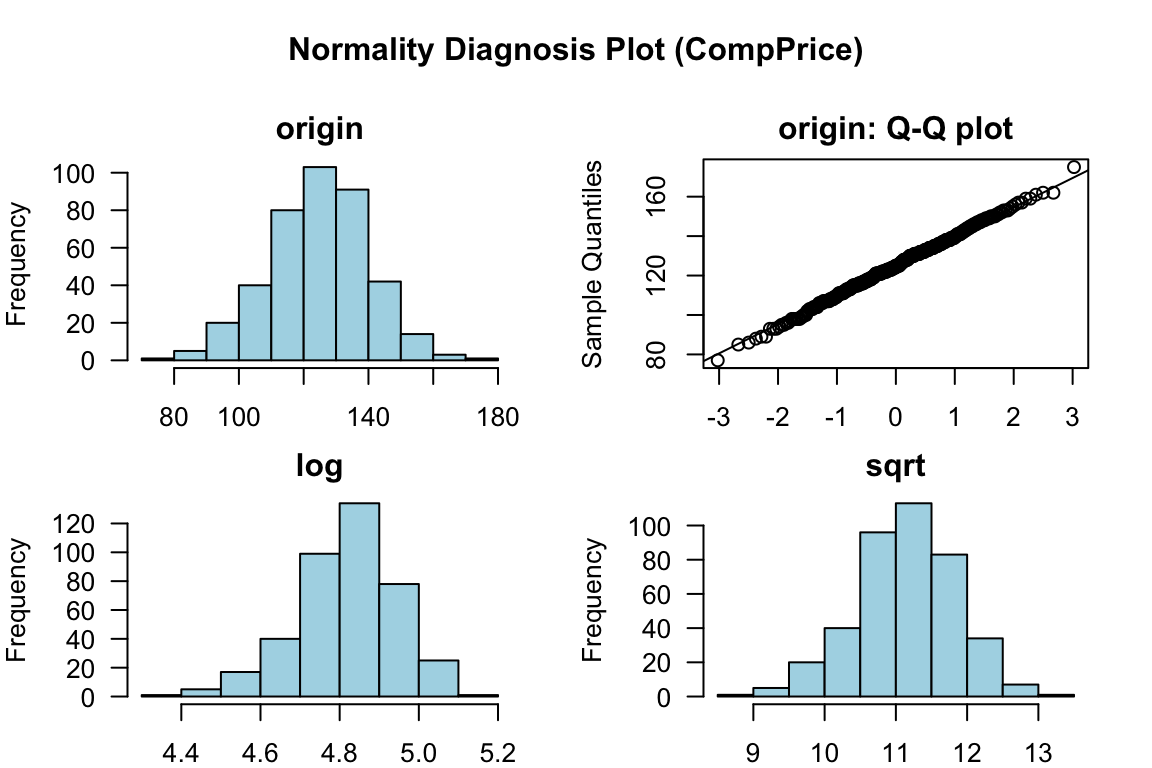 Normality Diagnosis Plot (CompPrice)
origin
Frequency
0 20 40 60 80 100
80 100 140 180
origin: Q-Q plot
Sample Quantiles
80 120 160
-3 -2 -1 0 1 2 3
log
Frequency
0 20 40 60 80 100 120
4.4 4.6 4.8 5.0 5.2
sqrt
Frequency
0 20 40 60 80 100
9 10 11 12 13